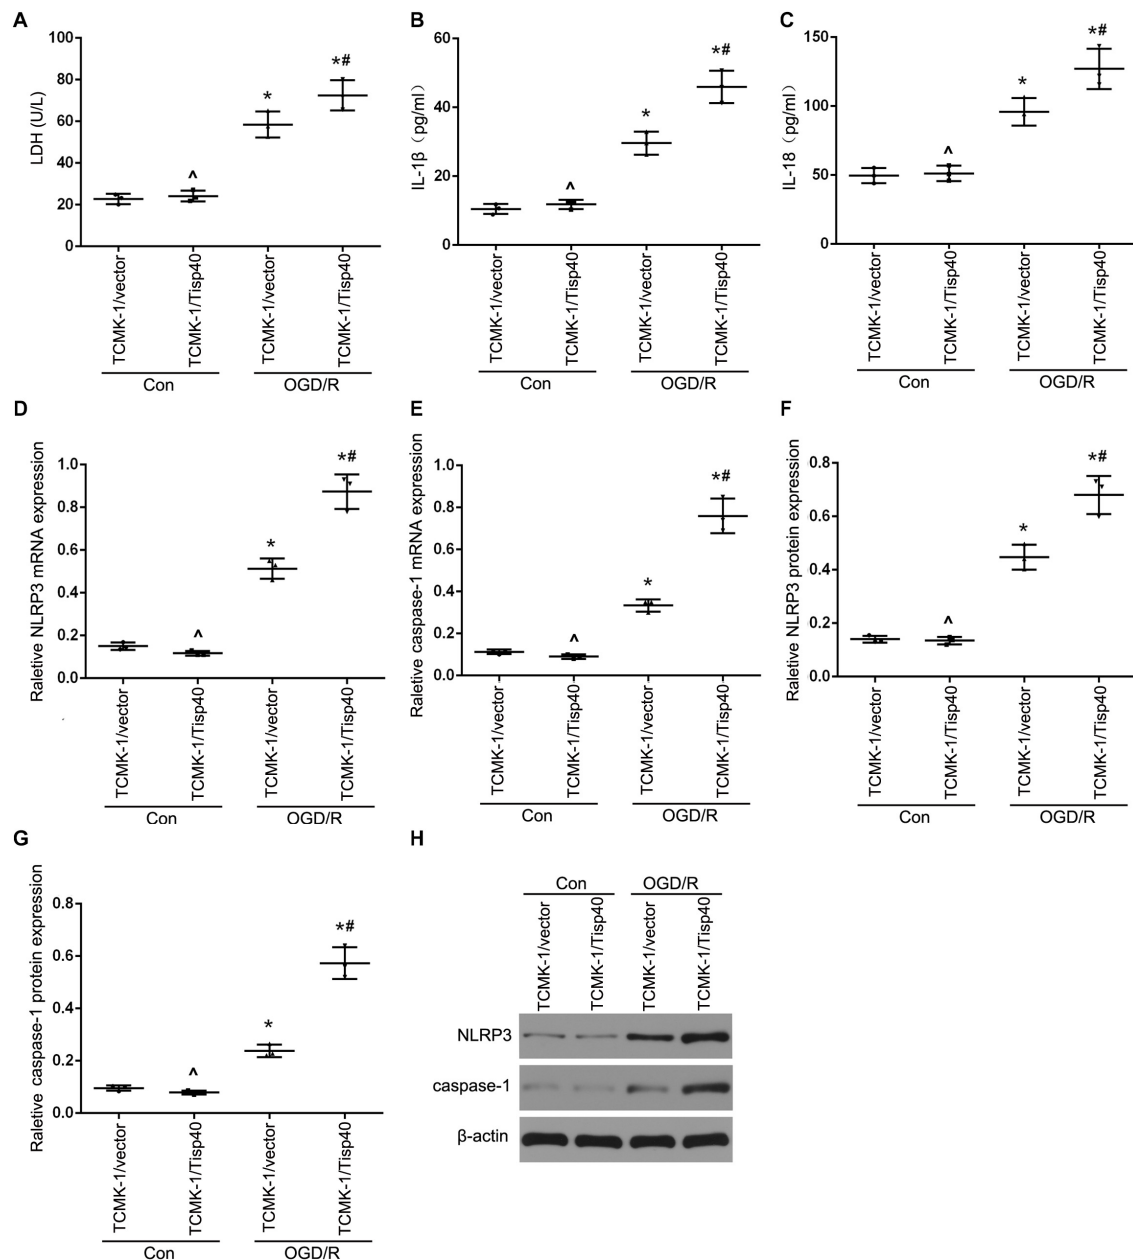 A
LDH (U/L)
100
80
60
40
20
0
^
*
*#
TCMK-1/vector
TCMK-1/Tisp40
TCMK-1/vector
TCMK-1/Tisp40
Con
OGD/R
B
IL-1β（pg/ml）
60
40
20
0
^
*
*#
TCMK-1/vector
TCMK-1/Tisp40
TCMK-1/vector
TCMK-1/Tisp40
Con
OGD/R
C
IL-18（pg/ml）
150
100
50
0
^
*
*#
TCMK-1/vector
TCMK-1/Tisp40
TCMK-1/vector
TCMK-1/Tisp40
Con
OGD/R
D
Raletive NLRP3 mRNA expression
1.0
0.8
0.6
0.4
0.2
0.0
^
*
*#
TCMK-1/vector
TCMK-1/Tisp40
TCMK-1/vector
TCMK-1/Tisp40
Con
OGD/R
E
Raletive caspase-1 mRNA expression
1.0
0.8
0.6
0.4
0.2
0.0
^
*
*#
TCMK-1/vector
TCMK-1/Tisp40
TCMK-1/vector
TCMK-1/Tisp40
Con
OGD/R
F
Raletive NLRP3 protein expression
0.8
0.6
0.4
0.2
0.0
^
*
*#
TCMK-1/vector
TCMK-1/Tisp40
TCMK-1/vector
TCMK-1/Tisp40
Con
OGD/R
G
Raletive caspase-1 protein expression
0.8
0.6
0.4
0.2
0.0
^
*
*#
TCMK-1/vector
TCMK-1/Tisp40
TCMK-1/vector
TCMK-1/Tisp40
Con
OGD/R
H
Con
OGD/R
TCMK-1/vector
TCMK-1/Tisp40
TCMK-1/vector
TCMK-1/Tisp40
NLRP3
caspase-1
β-actin